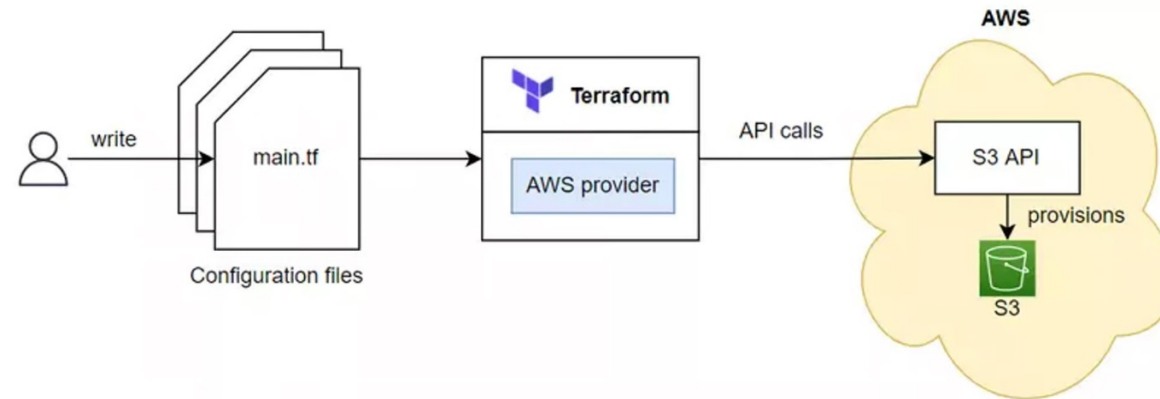 AWS
write
main.tf
Configuration files
Terraform
AWS provider
API calls
S3 API
provisions
S3